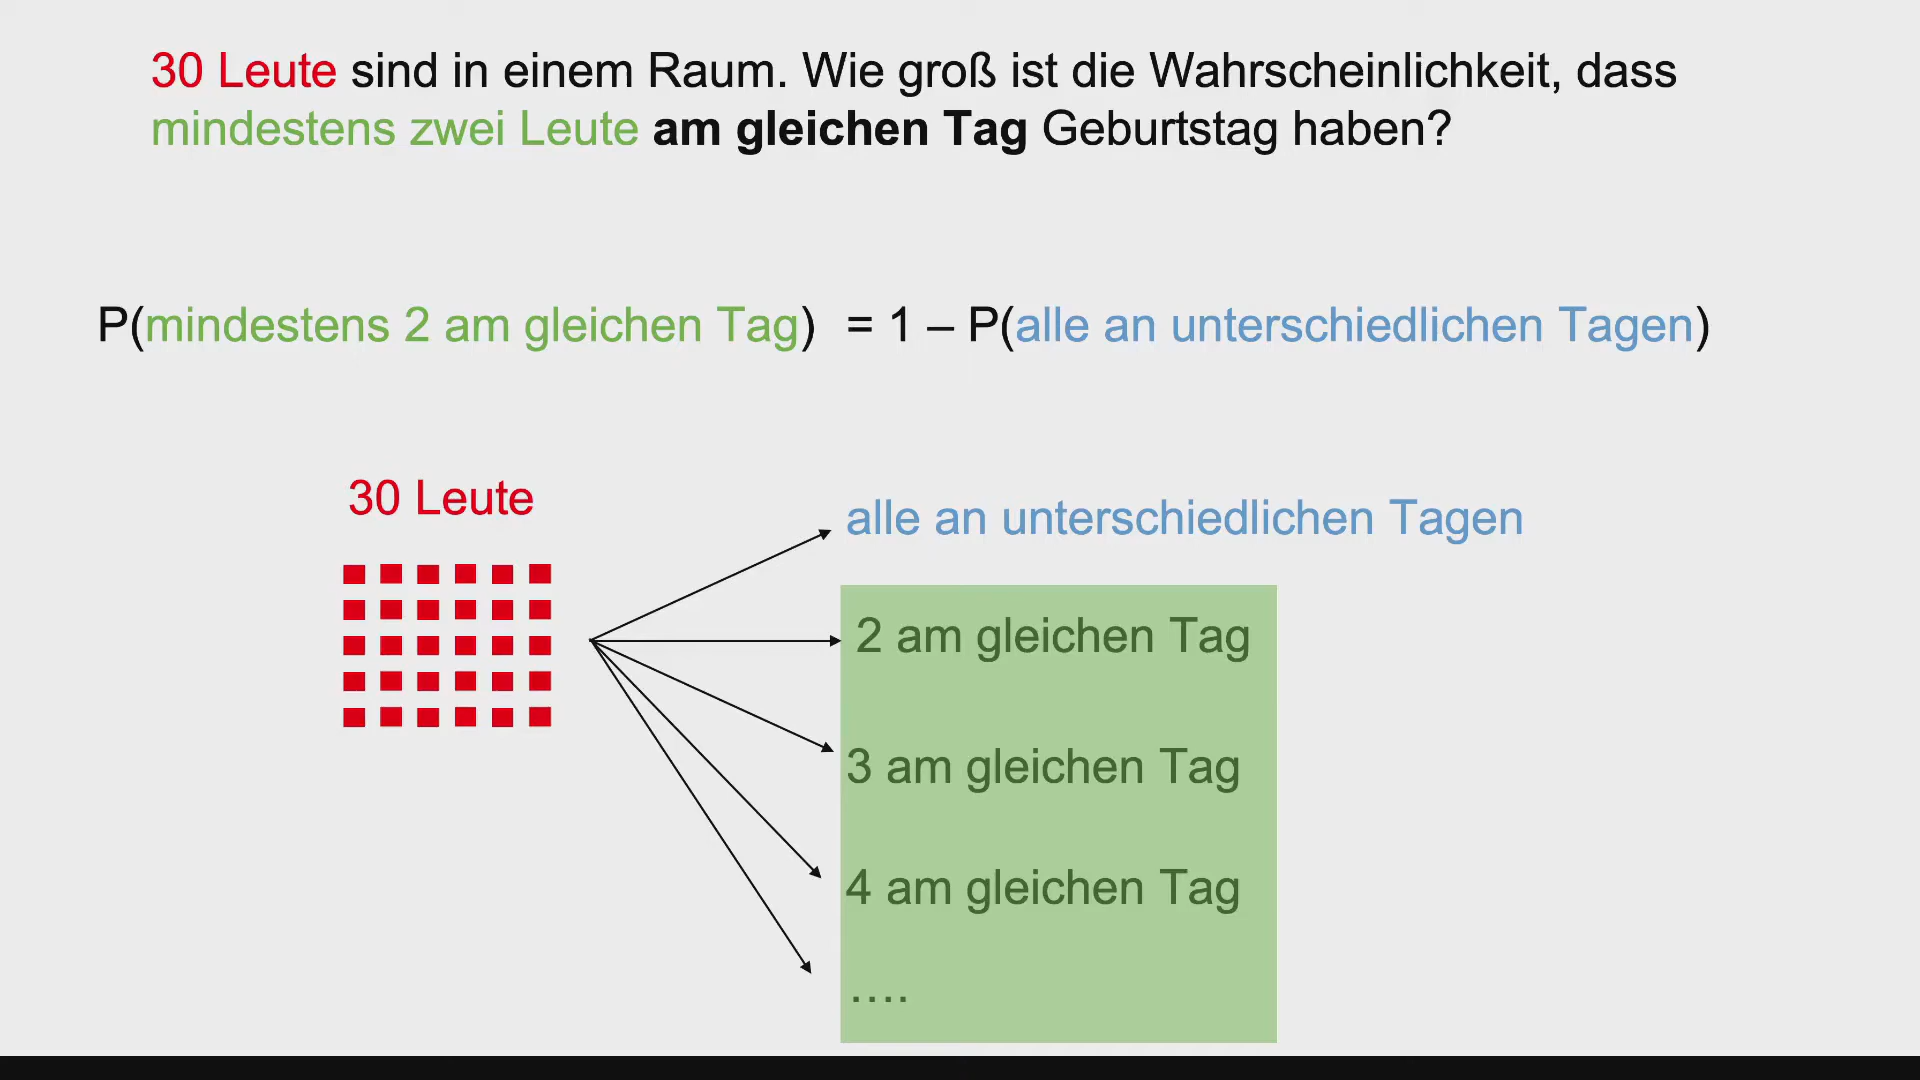 30 Leute sind in einem Raum. Wie groß ist die Wahrscheinlichkeit, dass
mindestens zwei Leute am gleichen Tag Geburtstag haben?
P(mindestens 2 am gleichen Tag) = 1 – P(alle an unterschiedlichen Tagen)
30 Leute
alle an unterschiedlichen Tagen
2 am gleichen Tag
3 am gleichen Tag
4 am gleichen Tag
….